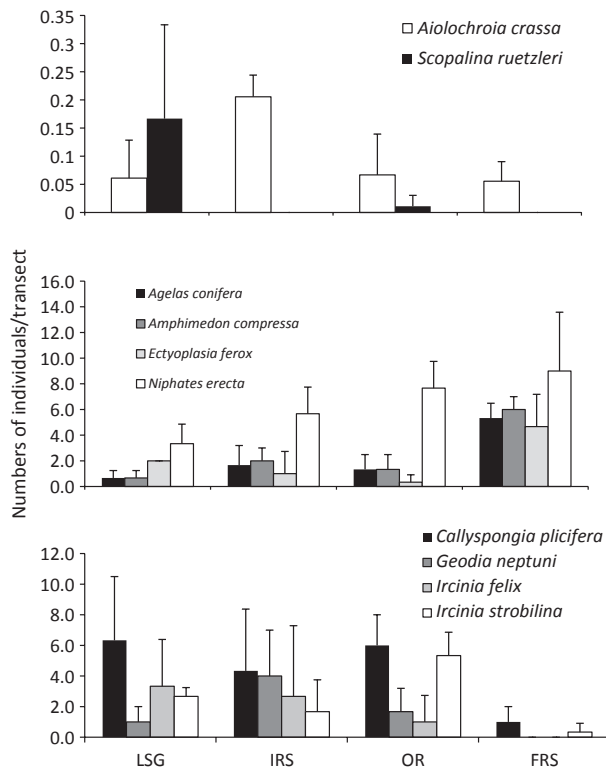 0.35
0.3
0.25
0.2
0.15
0.1
0.05
0
Aiolochroia crassa
Scopalina ruetzleri
Numbers of individuals/transect
16.0
14.0
12.0
10.0
8.0
6.0
4.0
2.0
0.0
Agelas conifera
Amphimedon compressa
Ectyoplasia ferox
Niphates erecta
12.0
10.0
8.0
6.0
4.0
2.0
0.0
Callyspongia plicifera
Geodia neptuni
Ircinia felix
Ircinia strobilina
LSG IRS OR FRS